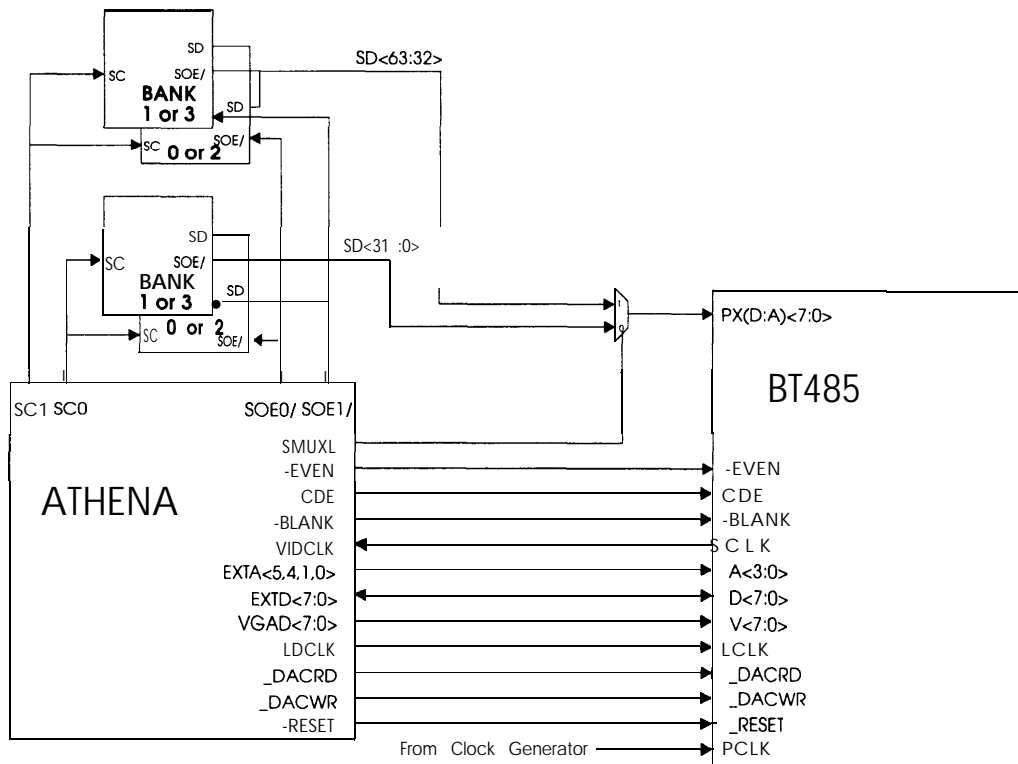 SD
SD<63:32>
SOE/
SC
BANK
1 or 3
SD
SC
0 or 2
SOE/
SD
SD<31 :0>
SOE/
SC
BANK
1 or 3
SD
SC
0 or 2
SOE/
1
0
PX(D:A)<7:0>
BT485
SC1 SC0
SOE0/ SOE1/
SMUXL
-EVEN
-EVEN
ATHENA
CDE
CDE
-BLANK
-BLANK
VIDCLK
SCLK
EXTA<5,4,1,0>
A<3:0>
EXTD<7:0>
D<7:0>
VGAD<7:0>
V<7:0>
LDCLK
LCLK
_DACRD
_DACRD
_DACWR
_DACWR
-RESET
_RESET
From Clock Generator
PCLK